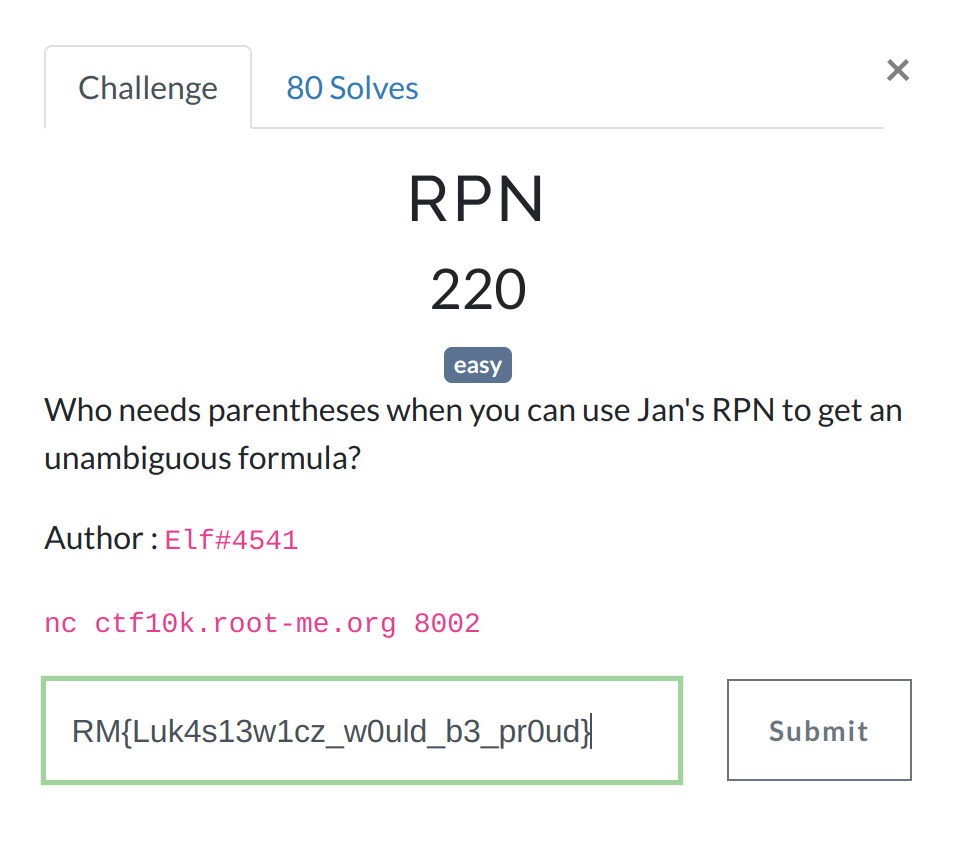 Challenge
80 Solves
×
RPN
220
easy
Who needs parentheses when you can use Jan's RPN to get an
unambiguous formula?
Author : Elf#4541
nc ctf10k.root-me.org 8002
RM{Luk4s13w1cz_w0uld_b3_pr0ud}
Submit